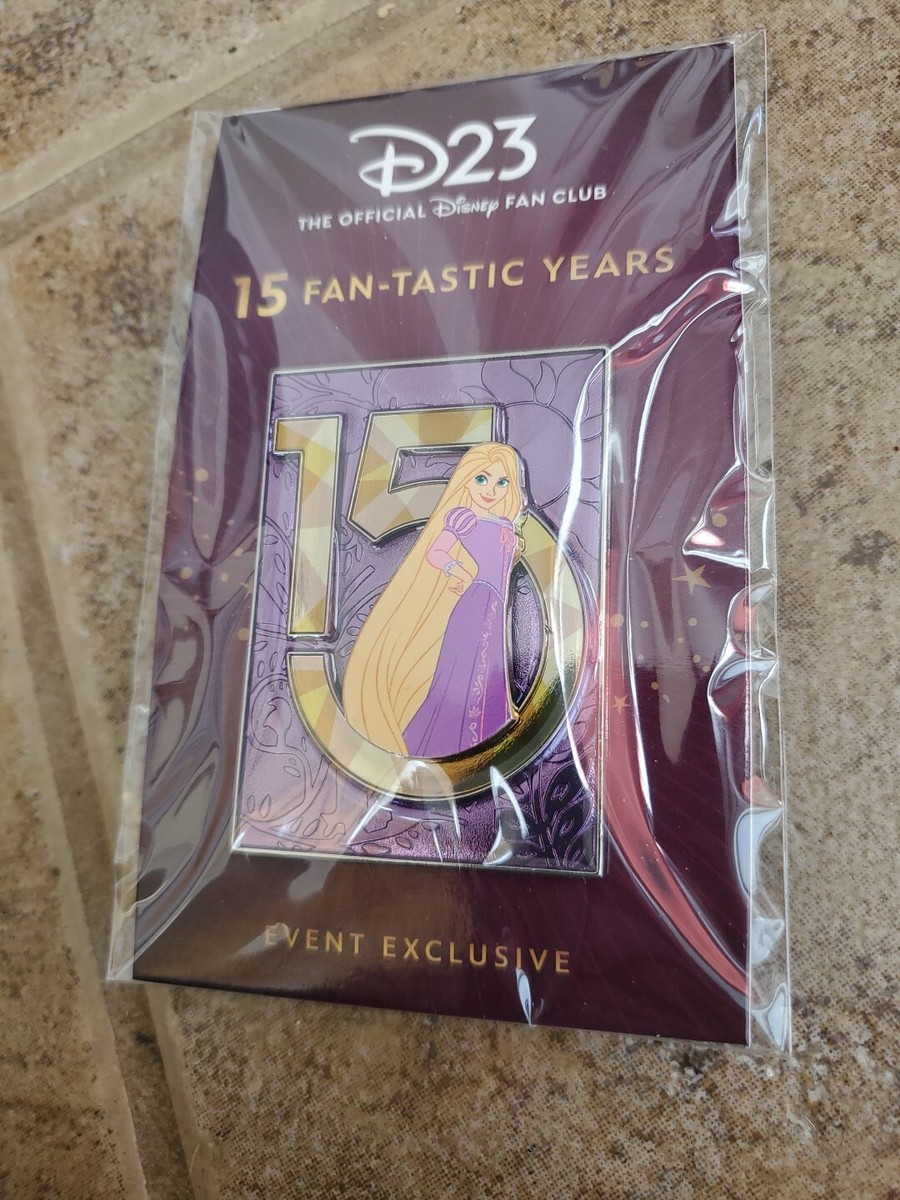 D23
THE OFFICIAL Disney FAN CLUB
15 FAN-TASTIC YEARS
15
EVENT EXCLUSIVE